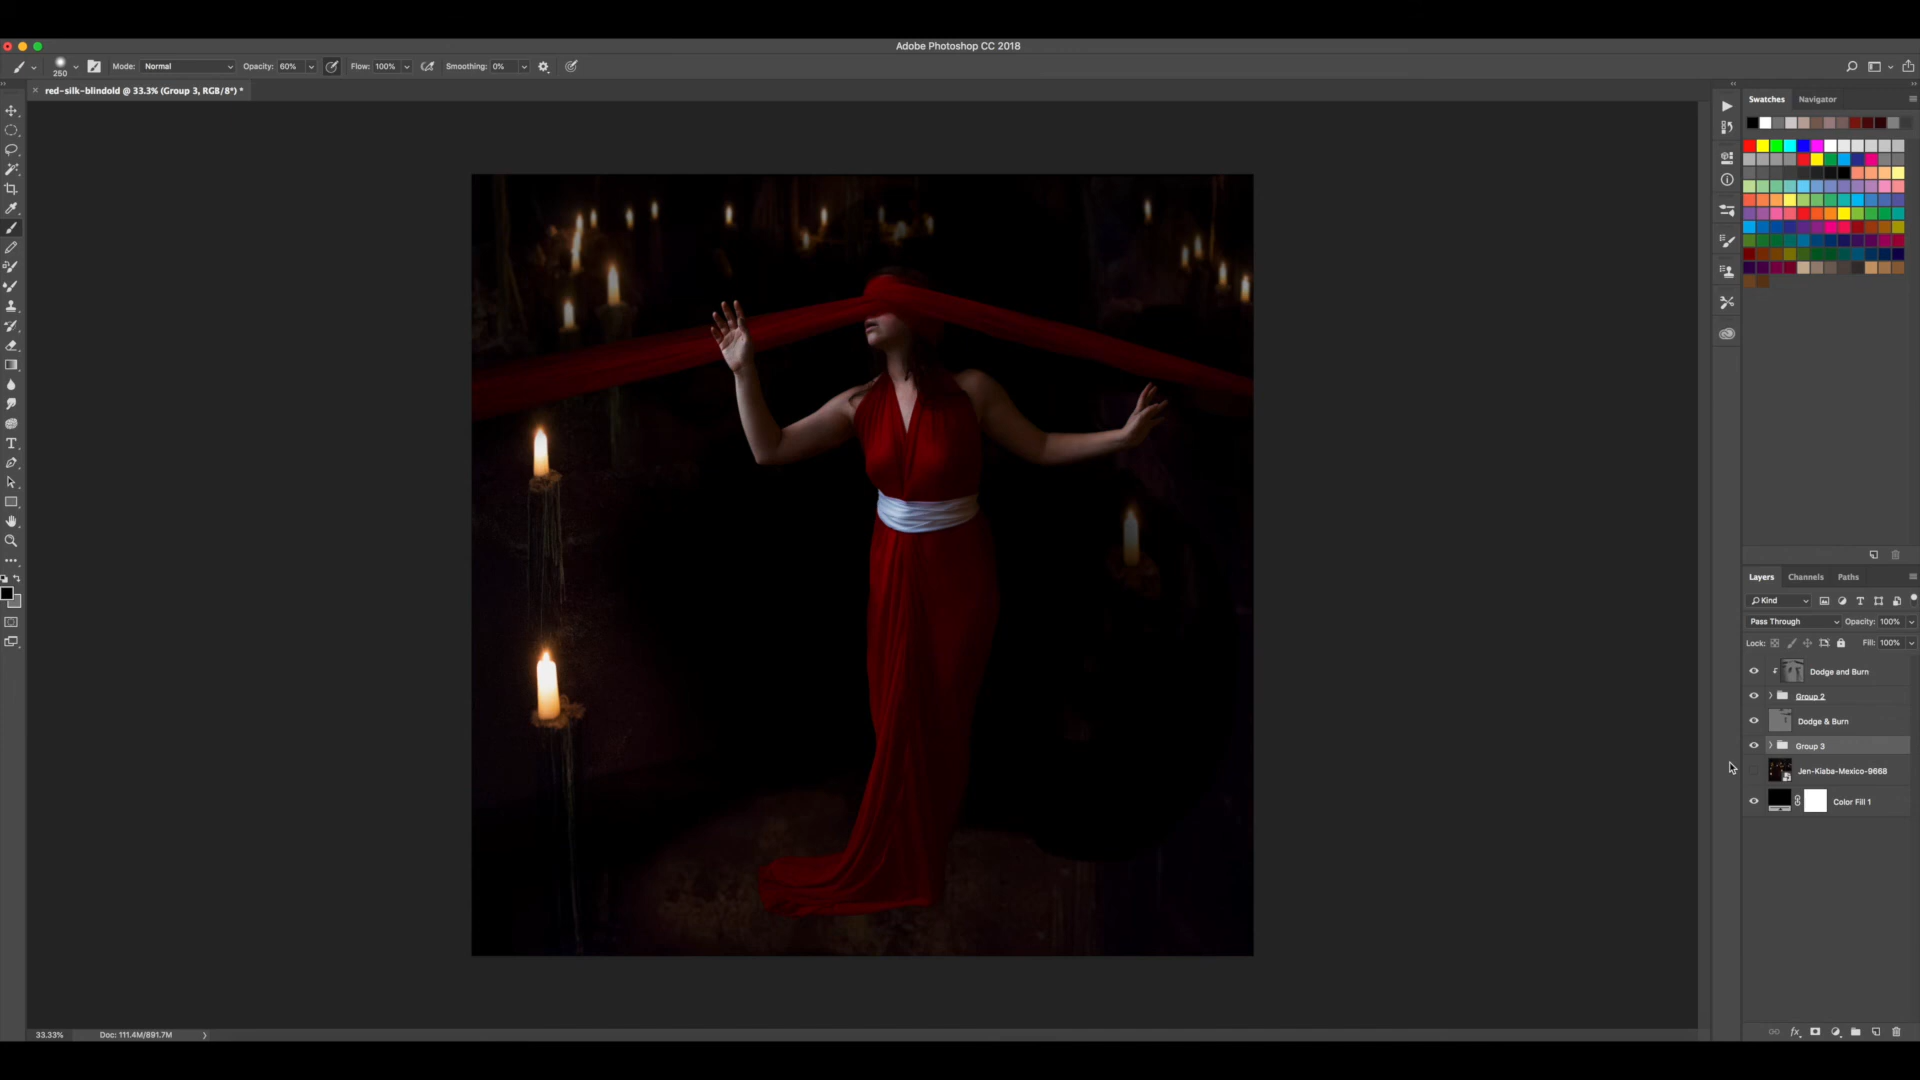 Adobe Photoshop CC 2018
250 Mode: Normal Opacity: 60% Flow: 100% Smoothing: 0%
red-silk-blindold @ 33.3% (Group 3, RGB/8*) *
Swatches Navigator
Layers Channels Paths
Kind
Pass Through Opacity: 100%
Lock: Fill: 100%
Dodge and Burn
Group 2
Dodge & Burn
Group 3
Jen-Kiaba-Mexico-9668
Color Fill 1
33.33% Doc: 111.4M/891.7M